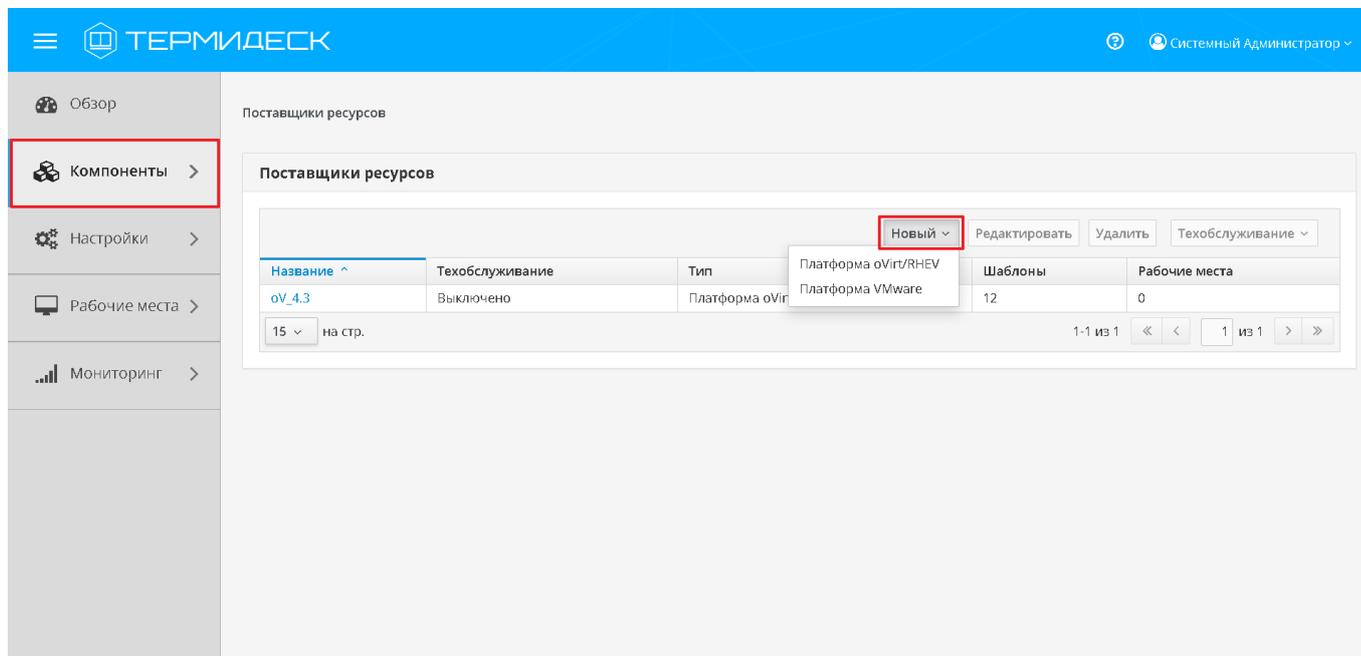 ТЕРМИДЕСК
Системный Администратор
Обзор
Компоненты
Настройки
Рабочие места
Мониторинг
Поставщики ресурсов
Поставщики ресурсов
Новый Редактировать Удалить Техобслуживание
Платформа oVirt/RHEV
Платформа VMware
Название Техобслуживание Тип Шаблоны Рабочие места
oV_4.3 Выключено Платформа oVir 12 0
15 на стр. 1-1 из 1 1 из 1